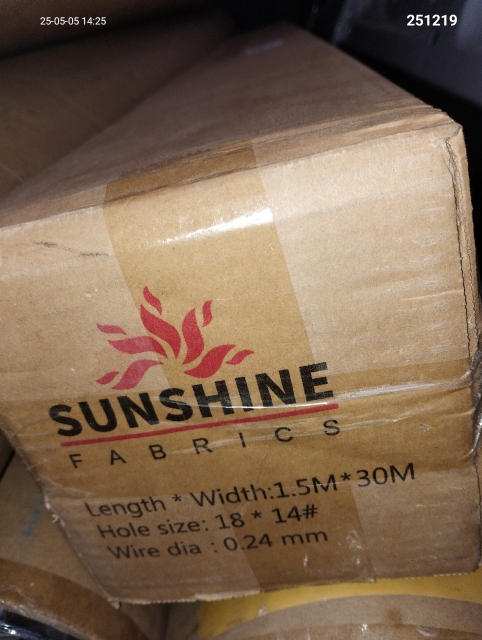 25-05-05 14:25
251219
SUNSHINE
FABRICS
Length * Width:1.5M*30M
Hole size: 18 * 14#
Wire dia : 0.24 mm